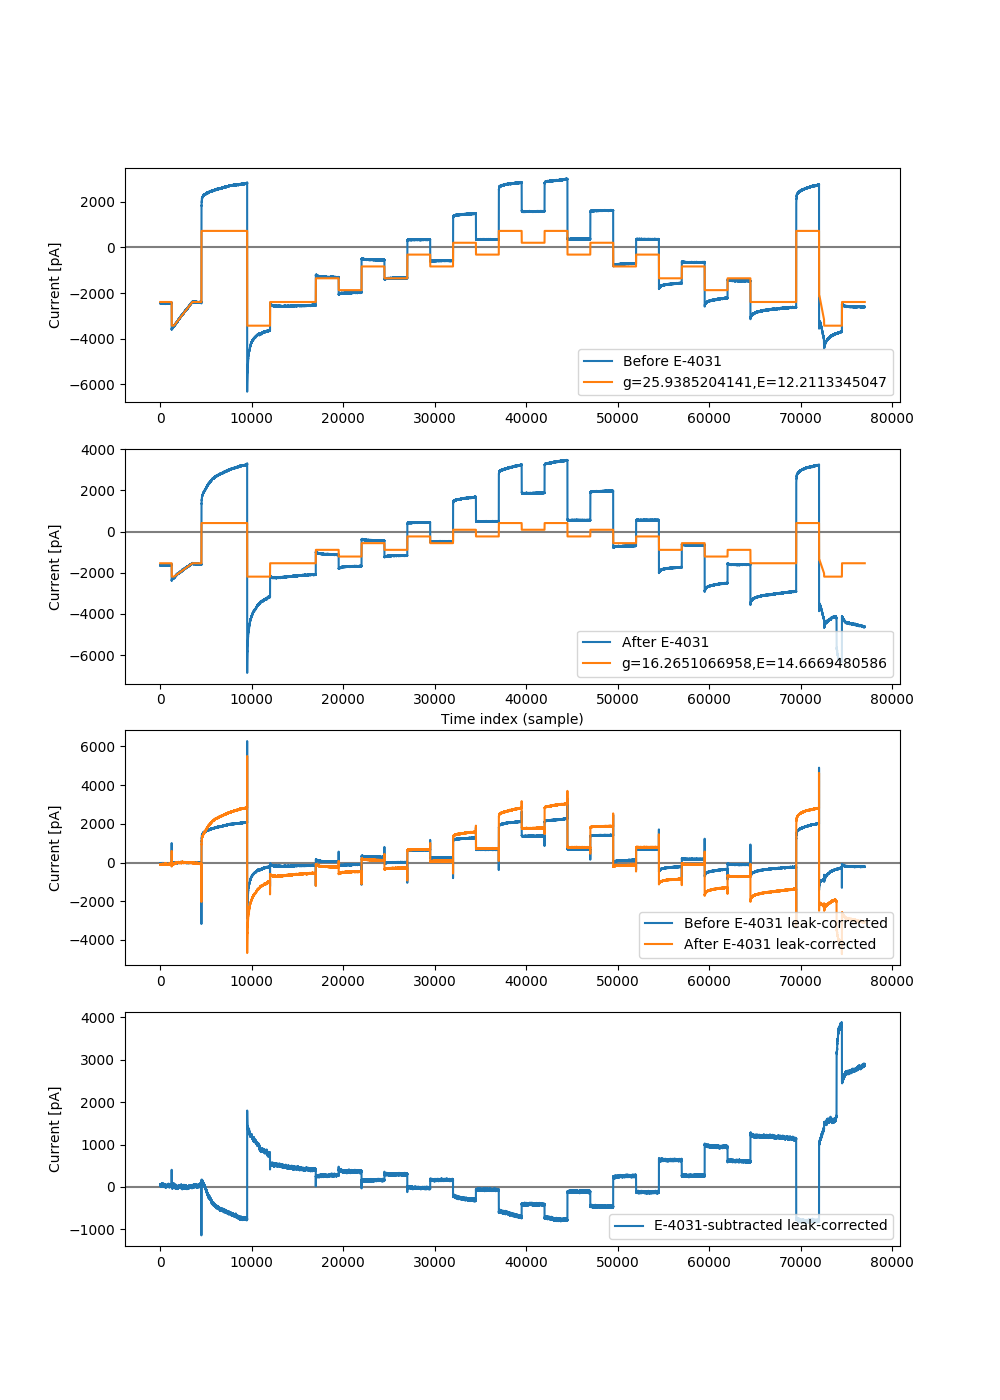 2000
0
−2000
−4000
−6000
Current [pA]
Before E-4031
g=25.9385204141,E=12.2113345047
0 10000 20000 30000 40000 50000 60000 70000 80000
4000
2000
0
−2000
−4000
−6000
Current [pA]
After E-4031
g=16.2651066958,E=14.6669480586
0 10000 20000 30000 40000 50000 60000 70000 80000
Time index (sample)
6000
4000
2000
0
−2000
−4000
Current [pA]
Before E-4031 leak-corrected
After E-4031 leak-corrected
0 10000 20000 30000 40000 50000 60000 70000 80000
4000
3000
2000
1000
0
−1000
Current [pA]
E-4031-subtracted leak-corrected
0 10000 20000 30000 40000 50000 60000 70000 80000